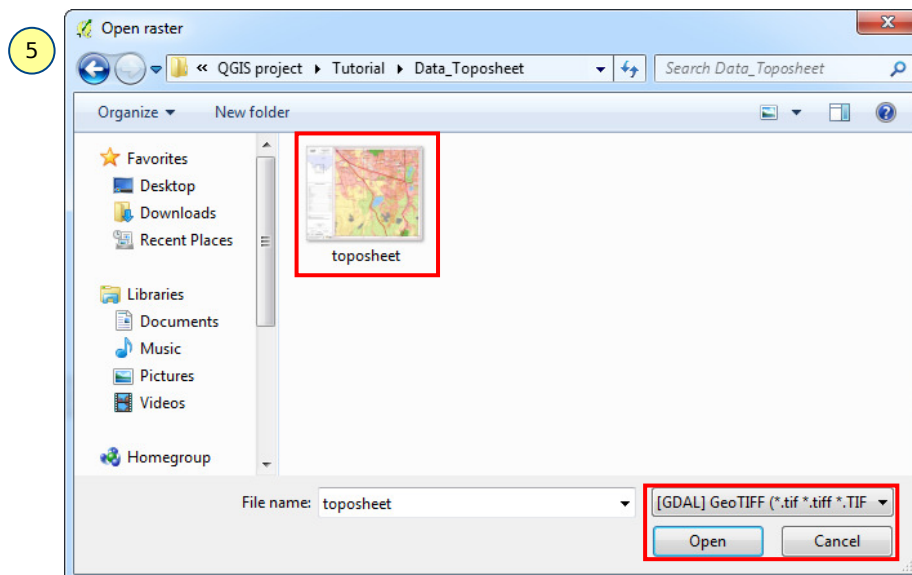 5
Open raster
« QGIS project Tutorial Data_Toposheet
Search Data_Toposheet
Organize New folder
Favorites
Desktop
Downloads
Recent Places
Libraries
Documents
Music
Pictures
Videos
Homegroup
toposheet
File name: toposheet
[GDAL] GeoTIFF (*.tif *.tiff *.TIF
Open Cancel